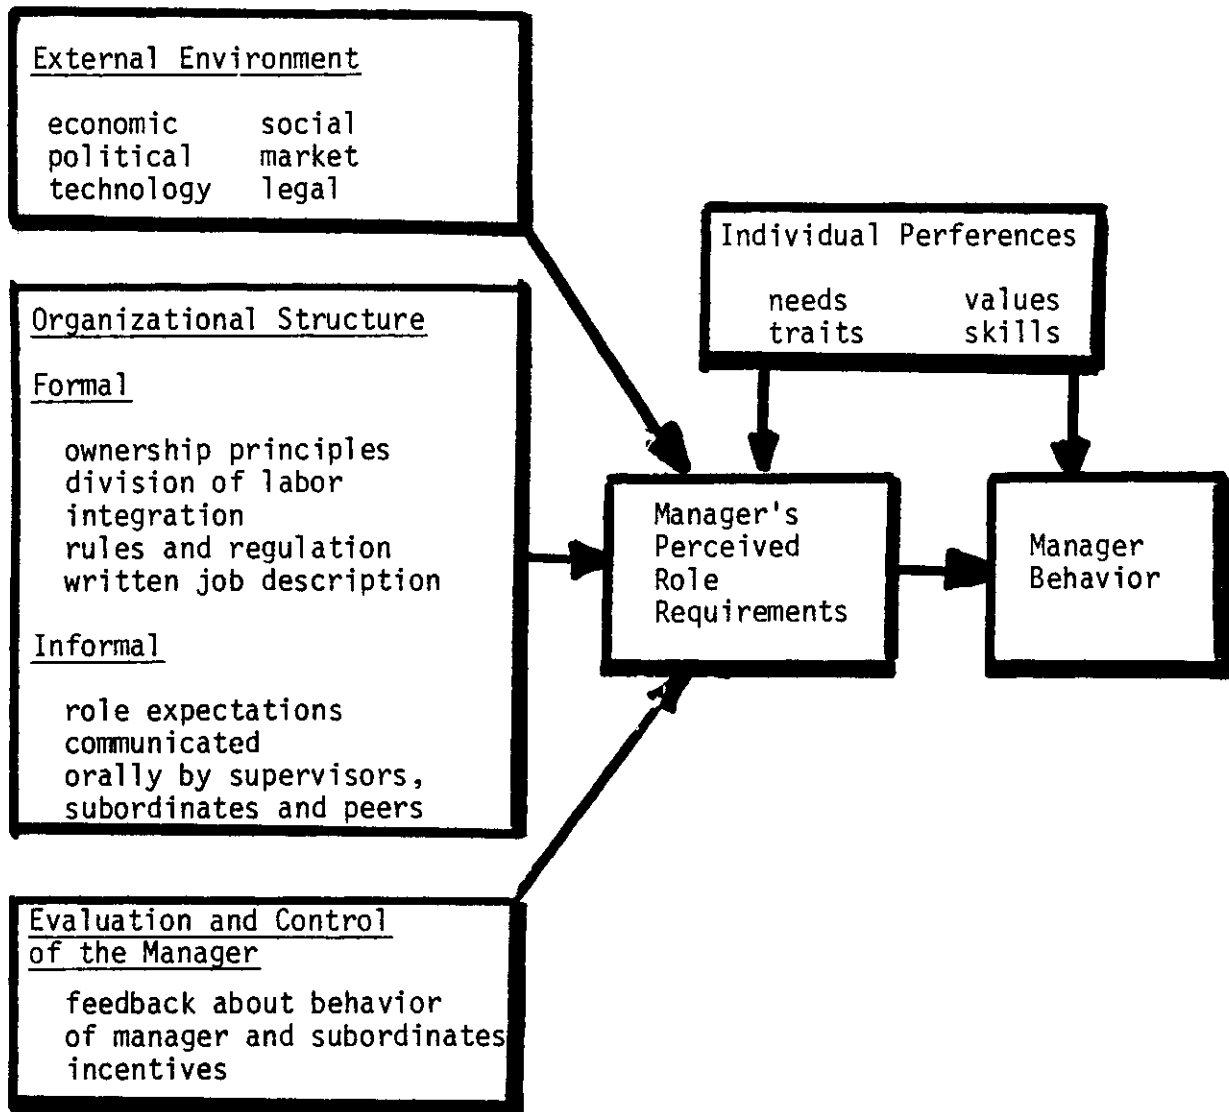 External Environment
economic social
political market
technology legal
Individual Perferences
needs values
traits skills
Organizational Structure
Formal
ownership principles
division of labor
integration
rules and regulation
written job description
Informal
role expectations
communicated
orally by supervisors,
subordinates and peers
Manager's
Perceived
Role
Requirements
Manager
Behavior
Evaluation and Control
of the Manager
feedback about behavior
of manager and subordinates
incentives